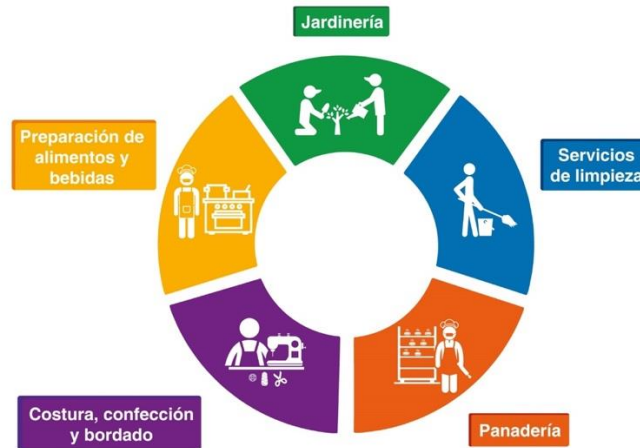 Jardinería
Preparación de
alimentos y
bebidas
Servicios
de limpieza
Costura, confección
y bordado
Panadería